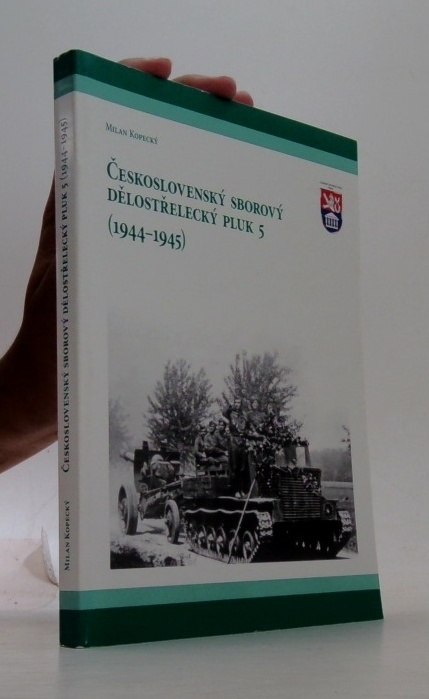 Milan Kopecký
Československý sborový
dělostřelecký pluk 5
(1944–1945)
Milan Kopecký
Československý sborový dělostřelecký pluk 5 (1944–1945)